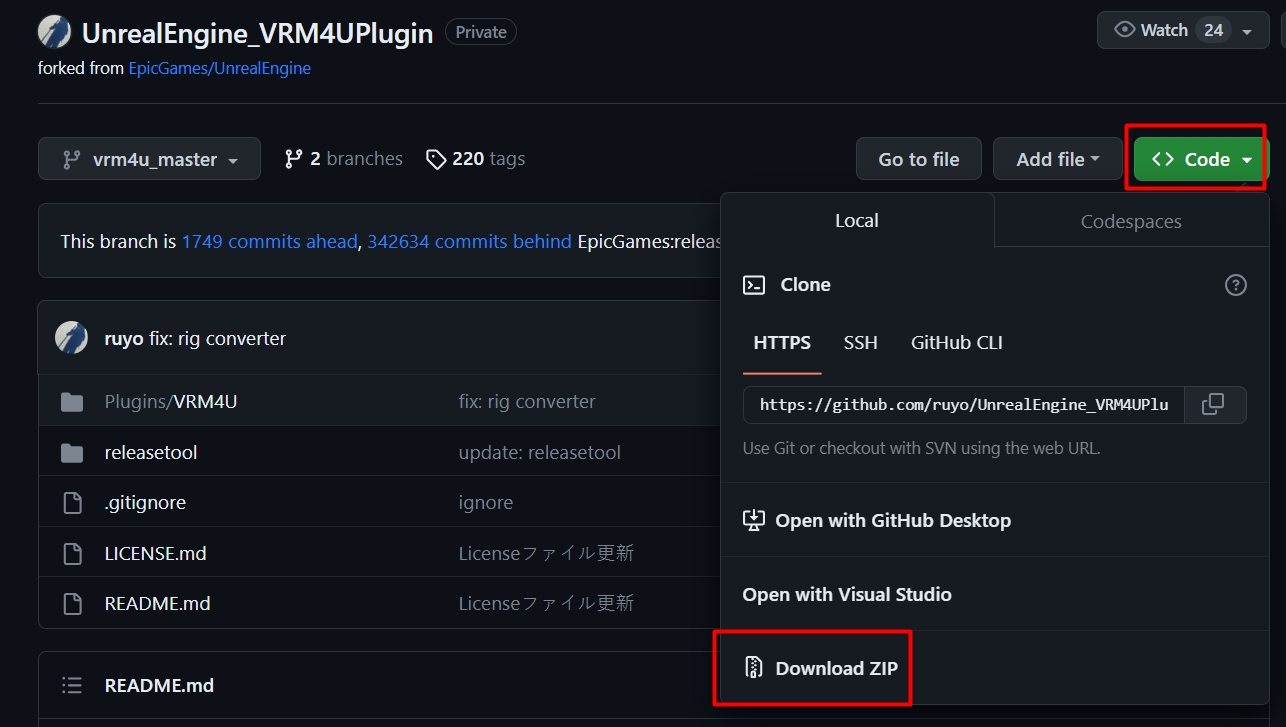 UnrealEngine_VRM4UPlugin Private
Watch 24
forked from EpicGames/UnrealEngine
vrm4u_master 2 branches 220 tags Go to file Add file Code
Local Codespaces
This branch is 1749 commits ahead, 342634 commits behind EpicGames:releas
Clone
ruyo fix: rig converter
HTTPS SSH GitHub CLI
Plugins/VRM4U fix: rig converter
https://github.com/ruyo/UnrealEngine_VRM4UPlu
releasetool update: releasetool
Use Git or checkout with SVN using the web URL.
.gitignore ignore
Open with GitHub Desktop
LICENSE.md Licenseファイル更新
Open with Visual Studio
README.md Licenseファイル更新
Download ZIP
README.md